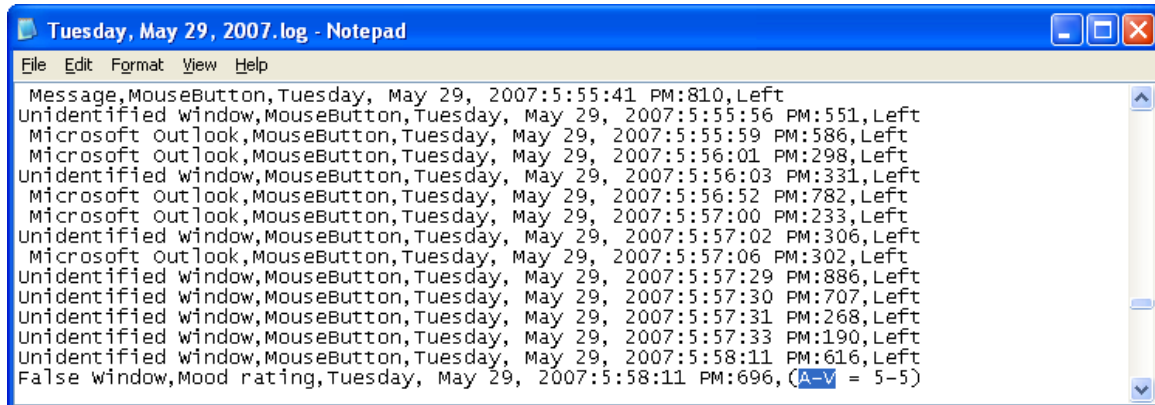 Tuesday, May 29, 2007.log - Notepad
File Edit Format View Help
Message,MouseButton,Tuesday, May 29, 2007:5:55:41 PM:810,Left
Unidentified Window,MouseButton,Tuesday, May 29, 2007:5:55:56 PM:551,Left
Microsoft Outlook,MouseButton,Tuesday, May 29, 2007:5:55:59 PM:586,Left
Microsoft Outlook,MouseButton,Tuesday, May 29, 2007:5:56:01 PM:298,Left
Unidentified Window,MouseButton,Tuesday, May 29, 2007:5:56:03 PM:331,Left
Microsoft Outlook,MouseButton,Tuesday, May 29, 2007:5:56:52 PM:782,Left
Microsoft Outlook,MouseButton,Tuesday, May 29, 2007:5:57:00 PM:233,Left
Unidentified Window,MouseButton,Tuesday, May 29, 2007:5:57:02 PM:306,Left
Microsoft Outlook,MouseButton,Tuesday, May 29, 2007:5:57:06 PM:302,Left
Unidentified Window,MouseButton,Tuesday, May 29, 2007:5:57:29 PM:886,Left
Unidentified Window,MouseButton,Tuesday, May 29, 2007:5:57:30 PM:707,Left
Unidentified Window,MouseButton,Tuesday, May 29, 2007:5:57:31 PM:268,Left
Unidentified Window,MouseButton,Tuesday, May 29, 2007:5:57:33 PM:190,Left
Unidentified Window,MouseButton,Tuesday, May 29, 2007:5:58:11 PM:616,Left
False Window,Mood rating,Tuesday, May 29, 2007:5:58:11 PM:696,(A-V = 5-5)